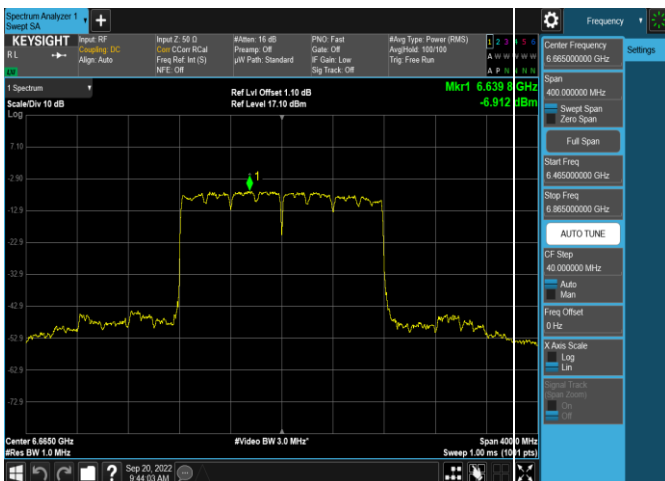 Spectrum Analyzer 1
Swept SA
Frequency
KEYSIGHT
R L
Input: RF
Coupling: DC
Align: Auto
Input Z: 50 Ω
Corr CCorr RCal
Freq Ref: Int (S)
NFE: Off
#Atten: 16 dB
Preamp: Off
µW Path: Standard
PNO: Fast
Gate: Off
IF Gain: Low
Sig Track: Off
#Avg Type: Power (RMS)
Avg|Hold: 100/100
Trig: Free Run
1 2 3 4 5 6
A W W W W W
A P N N N N
1 Spectrum
Scale/Div 10 dB
Log
Ref Lvl Offset 1.10 dB
Ref Level 17.10 dBm
Mkr1 6.639 8 GHz
-6.912 dBm
7.10
-2.90
-12.9
-22.9
-32.9
-42.9
-52.9
-62.9
-72.9
1
Center 6.6650 GHz
#Res BW 1.0 MHz
#Video BW 3.0 MHz*
Span 400.0 MHz
Sweep 1.00 ms (1001 pts)
Sep 20, 2022
9:44:03 AM
Center Frequency
6.665000000 GHz
Settings
Span
400.000000 MHz
Swept Span
Zero Span
Full Span
Start Freq
6.465000000 GHz
Stop Freq
6.865000000 GHz
AUTO TUNE
CF Step
40.000000 MHz
Auto
Man
Freq Offset
0 Hz
X Axis Scale
Log
Lin
Signal Track
(Span Zoom)
On
Off